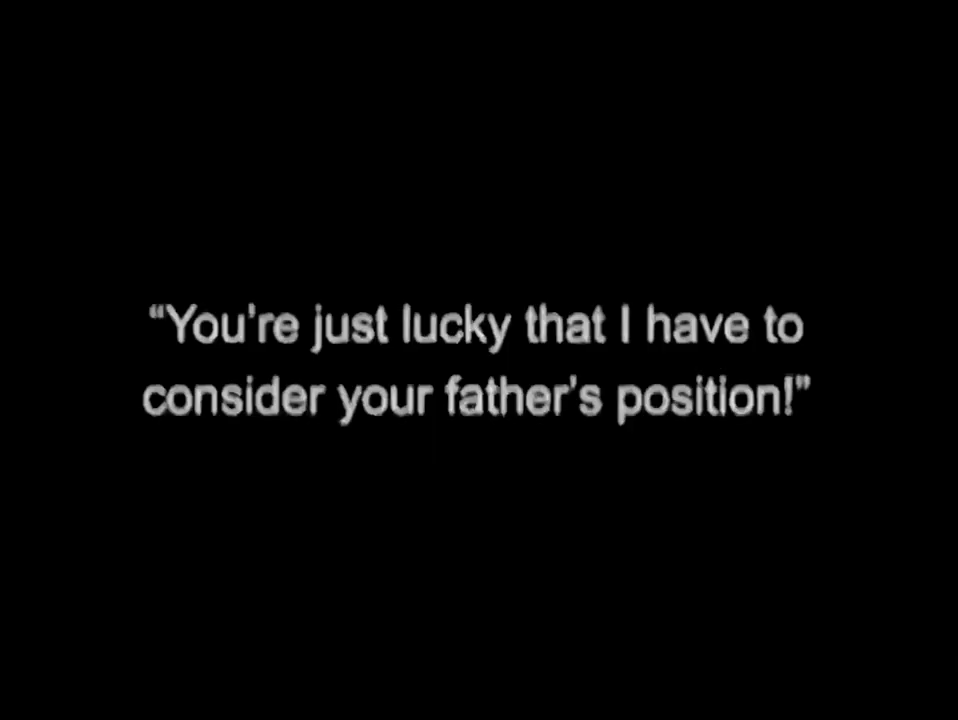 “You’re just lucky that I have to
consider your father’s position!”